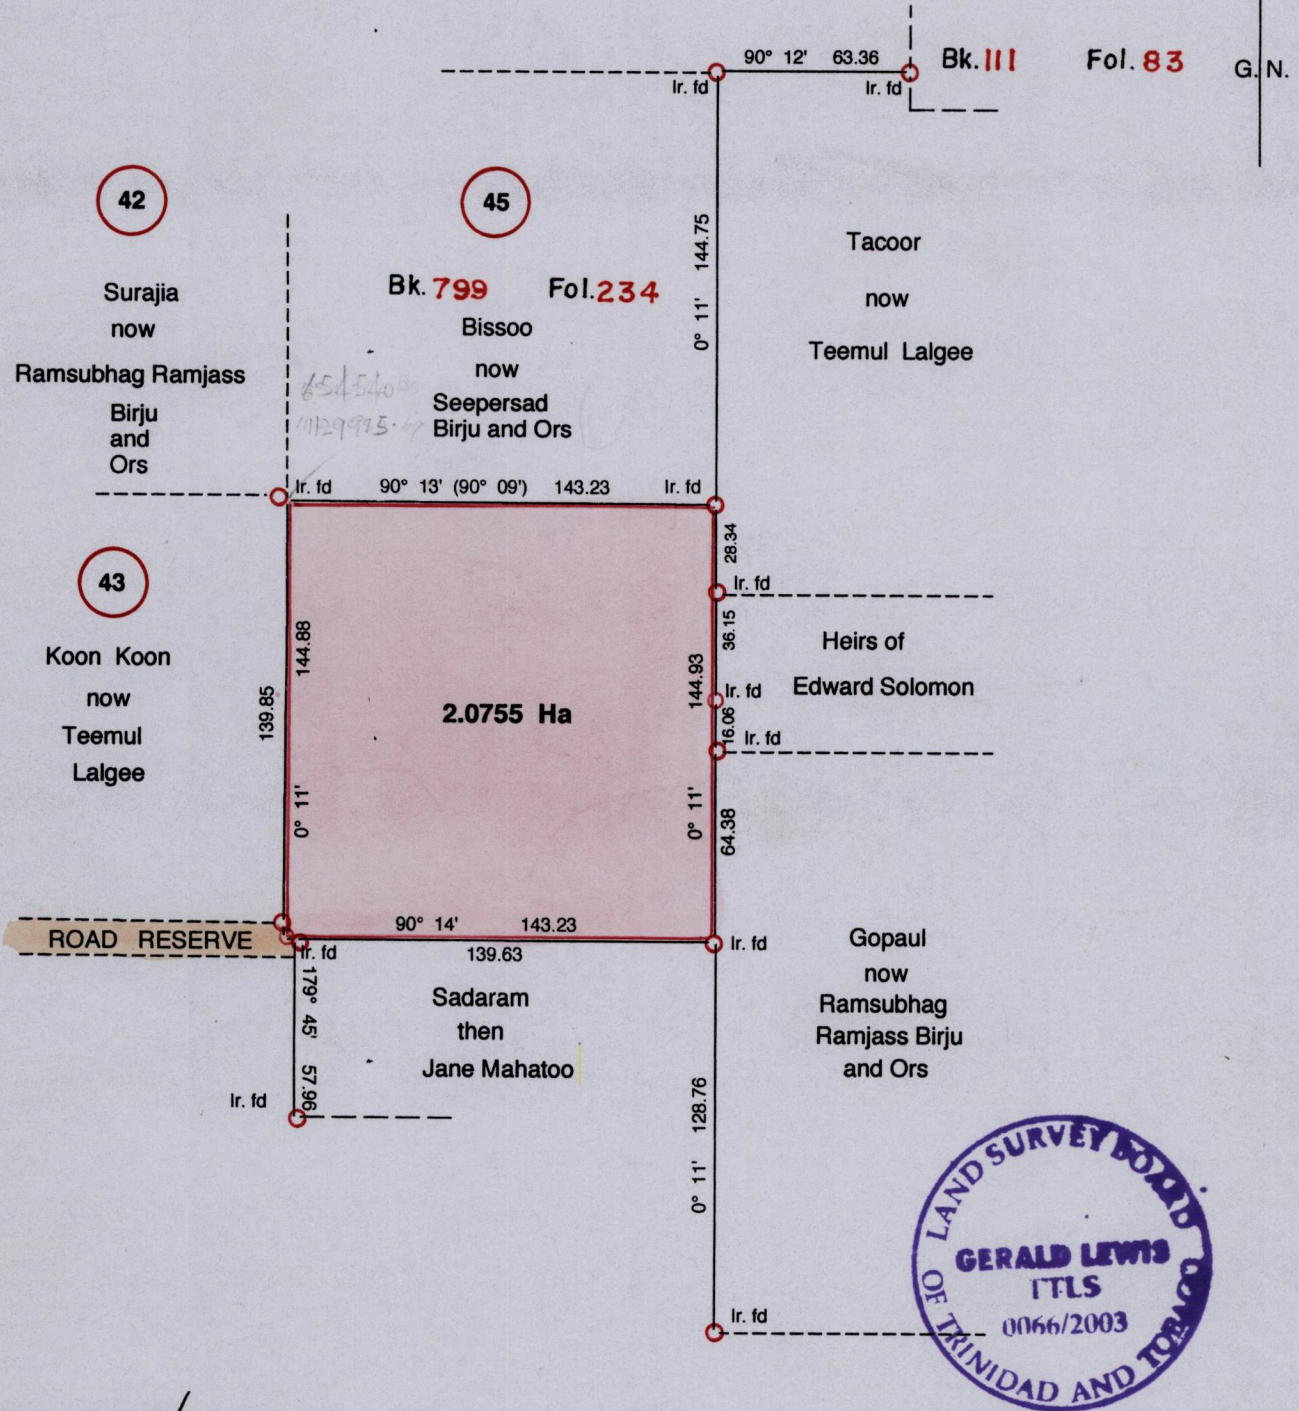 90° 12' 63.36
Bk. 111 Fol. 83
G. N.
Ir. fd
Ir. fd
42
45
144.75
0° 11'
Tacoor
now
Teemul Lalgee
Surajia
now
Ramsubhag Ramjass
Birju
and
Ors
Bk. 799 Fol. 234
Bissoo
now
Seepersad
Birju and Ors
Ir. fd 90° 13' (90° 09') 143.23 Ir. fd
28.34
Ir. fd
43
Koon Koon
now
Teemul
Lalgee
139.85
144.88
0° 11'
2.0755 Ha
144.93
0° 11'
36.15
Heirs of
Edward Solomon
Ir. fd
16.06
Ir. fd
64.38
ROAD RESERVE
90° 14' 143.23
Ir. fd
139.63
Ir. fd
179° 45' 57.96
Ir. fd
Sadaram
then
Jane Mahatoo
Gopaul
now
Ramsubhag
Ramjass Birju
and Ors
128.76
0° 11'
Ir. fd
LAND SURVEY BOARD
OF TRINIDAD AND TOBAGO
GERALD LEWIS
TTLS
0066/2003